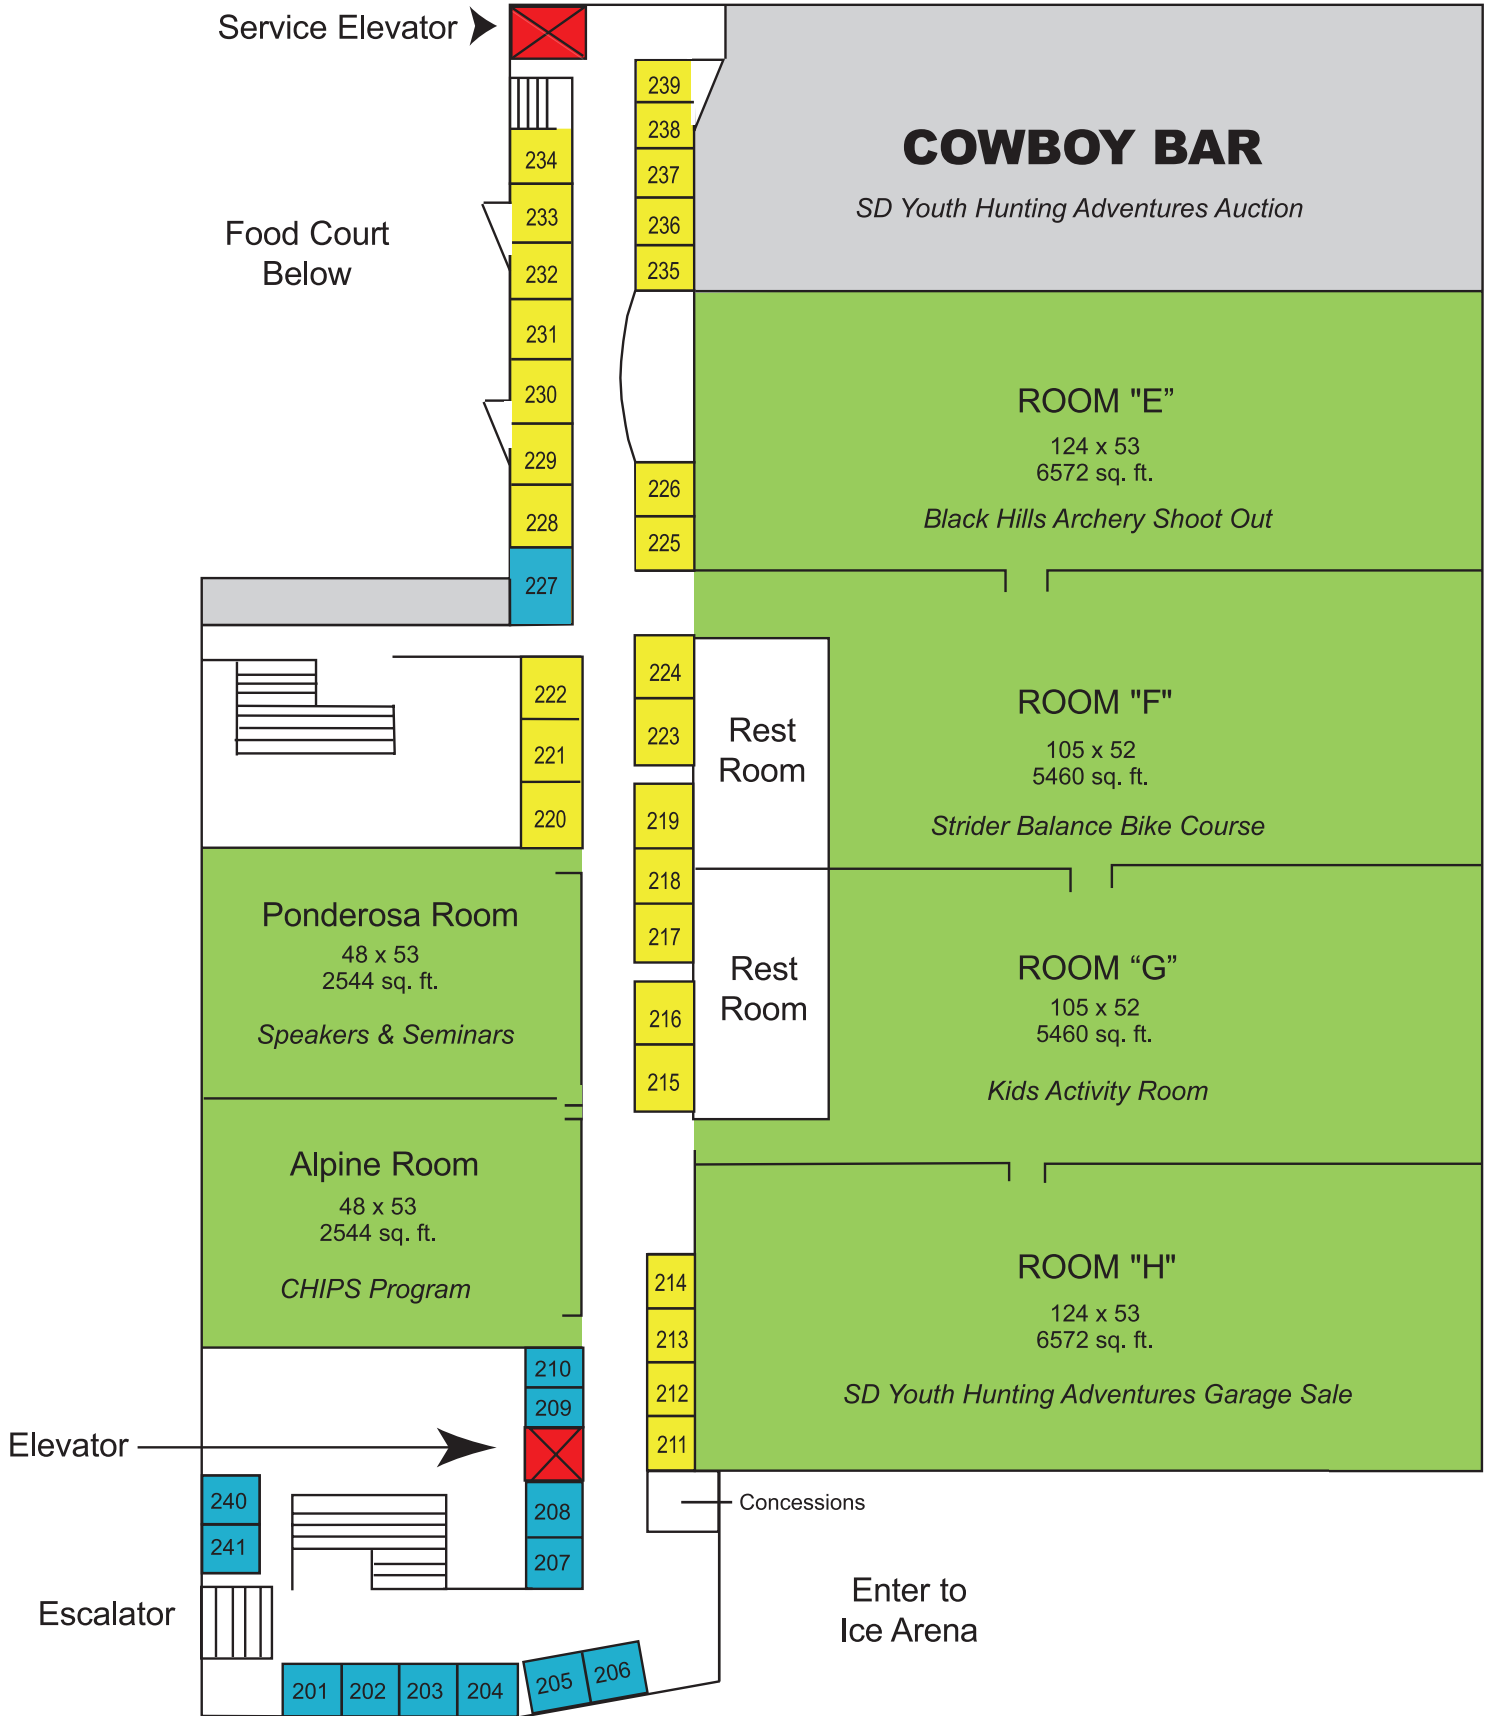 Service Elevator
239
238
237
236
235
234
233
232
231
230
229
228
227
Food Court
Below
COWBOY BAR
SD Youth Hunting Adventures Auction
ROOM "E”
124 x 53
6572 sq. ft.
Black Hills Archery Shoot Out
226
225
224
223
222
221
220
219
218
217
216
215
Rest
Room
ROOM "F"
105 x 52
5460 sq. ft.
Strider Balance Bike Course
Ponderosa Room
48 x 53
2544 sq. ft.
Speakers & Seminars
Rest
Room
ROOM “G”
105 x 52
5460 sq. ft.
Kids Activity Room
Alpine Room
48 x 53
2544 sq. ft.
CHIPS Program
214
213
212
211
ROOM "H"
124 x 53
6572 sq. ft.
SD Youth Hunting Adventures Garage Sale
210
209
Elevator
240
241
208
207
Concessions
Escalator
Enter to
Ice Arena
201
202
203
204
205
206